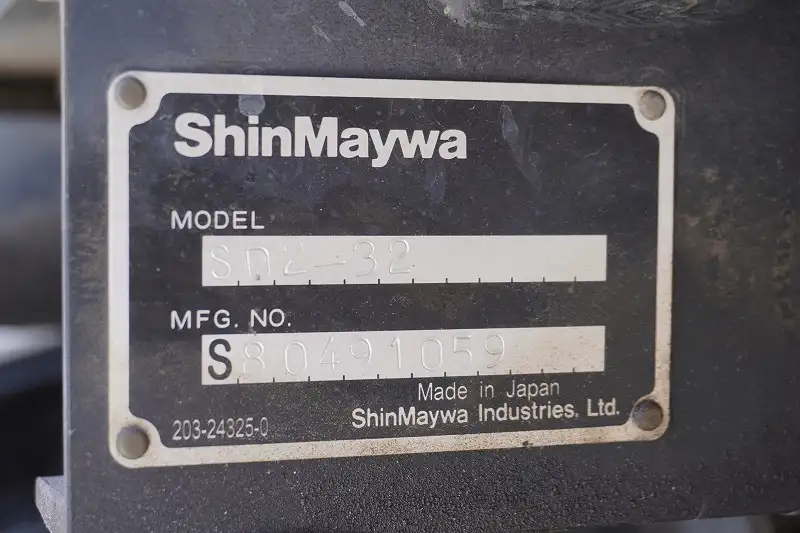 ShinMaywa
MODEL
SD2-32
MFG. NO.
S80491059
Made in Japan
ShinMaywa Industries, Ltd.
203-24325-0